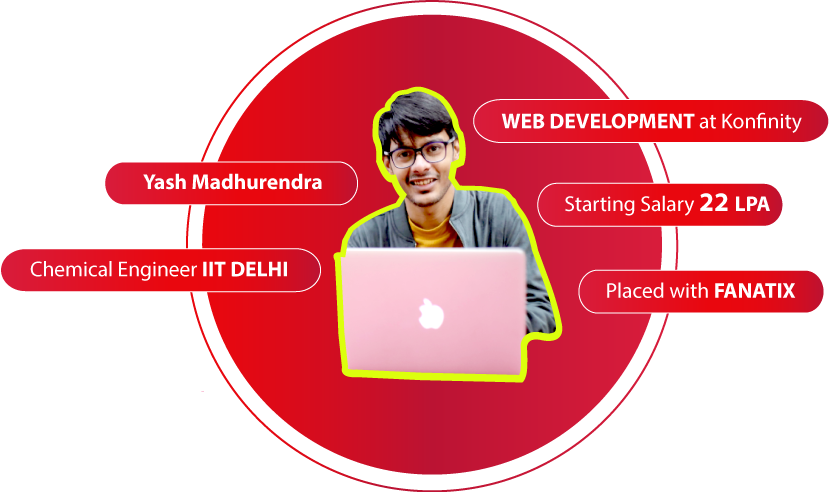 WEB DEVELOPMENT at Konfinity
Yash Madhurendra
Starting Salary 22 LPA
Chemical Engineer IIT DELHI
Placed with FANATIX